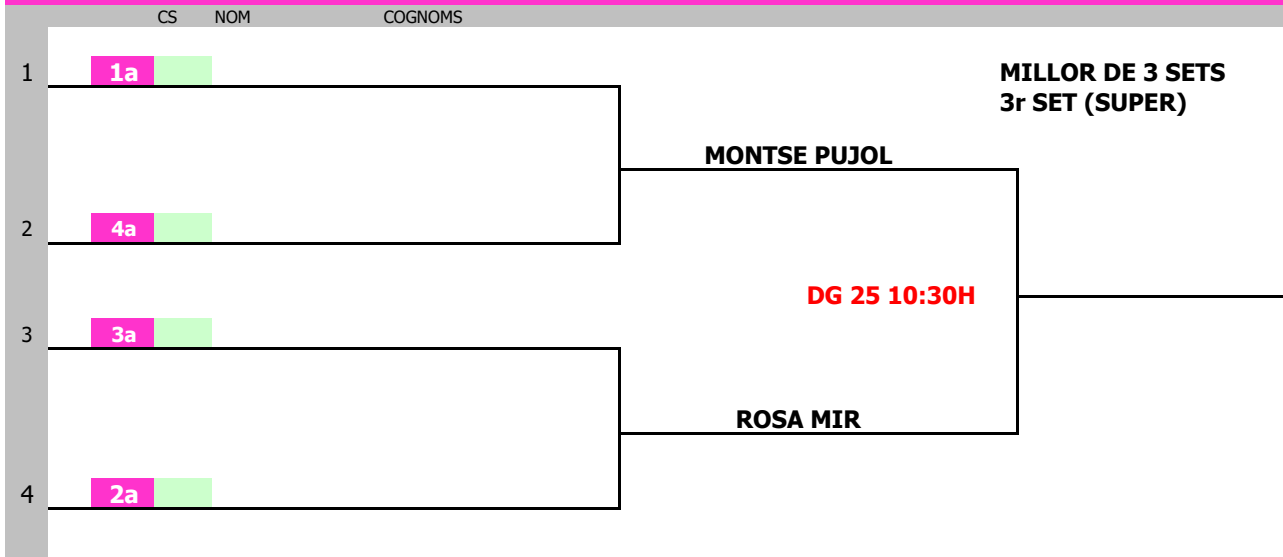 CS NOM COGNOMS
1 1a
MILLOR DE 3 SETS
3r SET (SUPER)
MONTSE PUJOL
2 4a
DG 25 10:30H
3 3a
ROSA MIR
4 2a